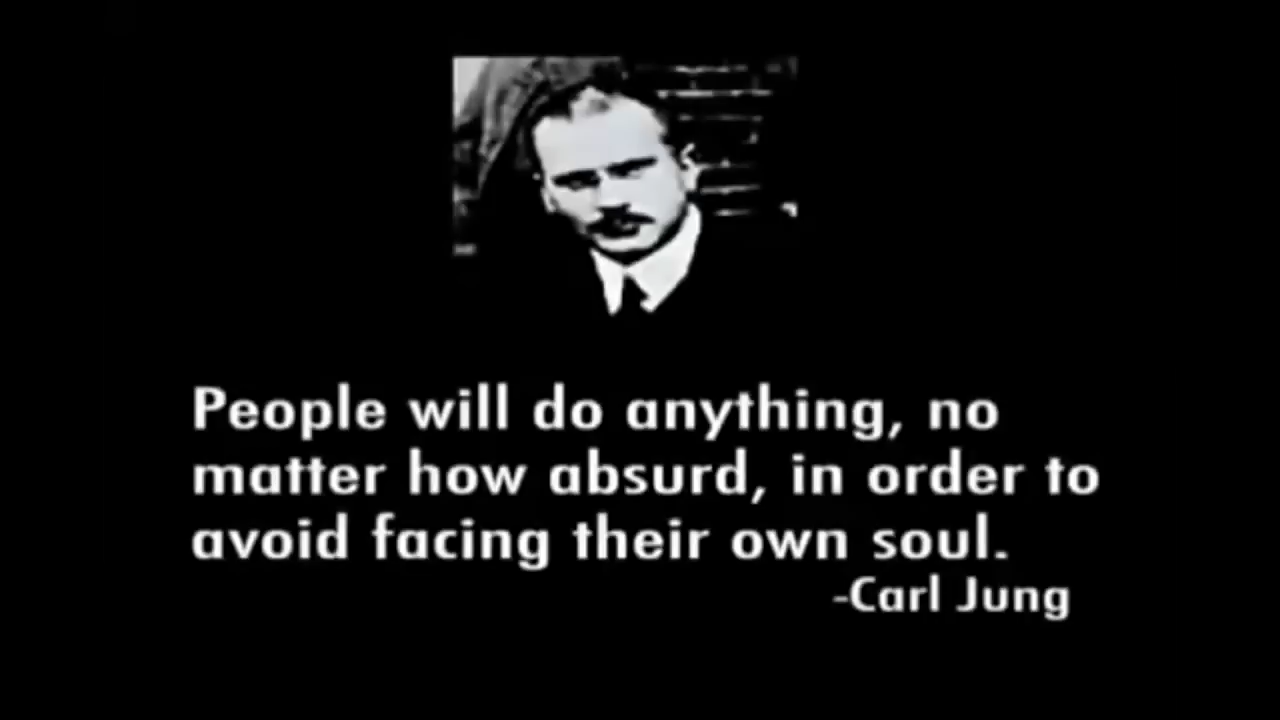 People will do anything, no
matter how absurd, in order to
avoid facing their own soul.
-Carl Jung